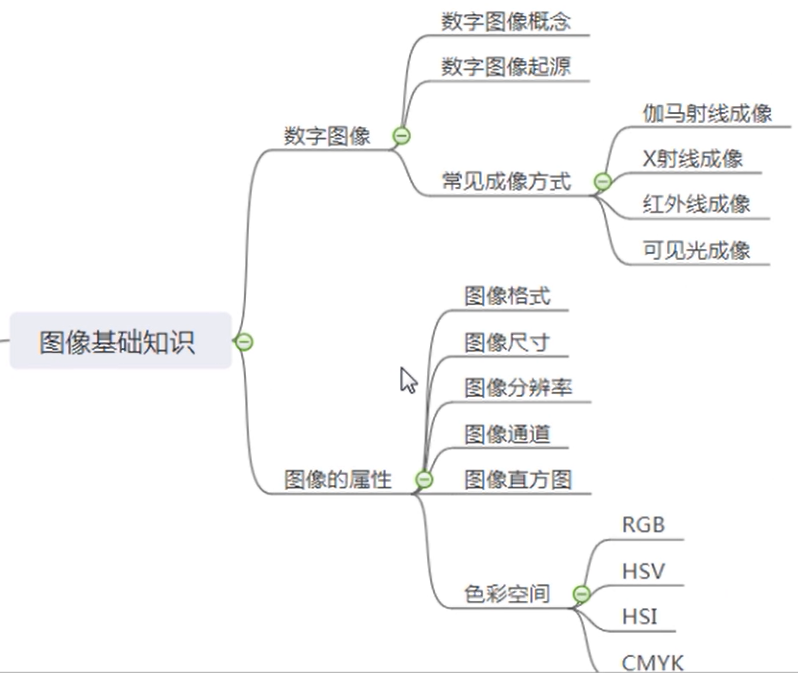 数字图像概念
数字图像起源
伽马射线成像
数字图像
X射线成像
常见成像方式
红外线成像
可见光成像
图像格式
图像基础知识
图像尺寸
图像分辨率
图像通道
图像的属性
图像直方图
RGB
HSV
色彩空间
HSI
CMYK